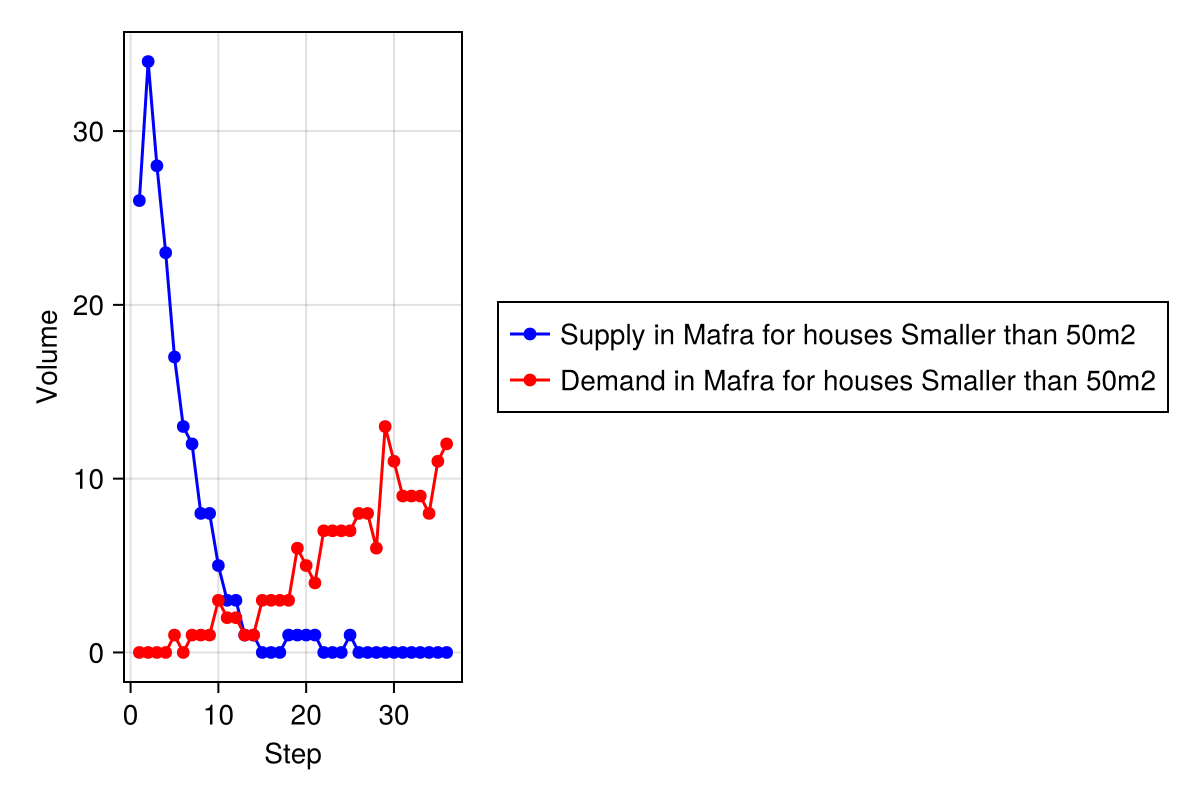 30
20
10
0
Volume
0 10 20 30
Step
Supply in Mafra for houses Smaller than 50m2
Demand in Mafra for houses Smaller than 50m2